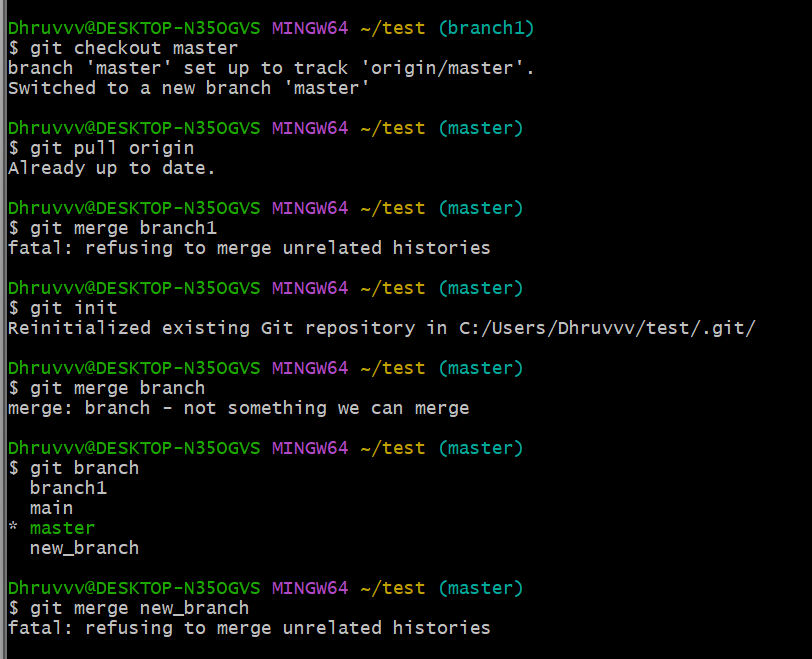 Dhruvvv@DESKTOP-N35OGVS MINGW64 ~/test (branch1)
$ git checkout master
branch 'master' set up to track 'origin/master'.
Switched to a new branch 'master'
Dhruvvv@DESKTOP-N35OGVS MINGW64 ~/test (master)
$ git pull origin
Already up to date.
Dhruvvv@DESKTOP-N35OGVS MINGW64 ~/test (master)
$ git merge branch1
fatal: refusing to merge unrelated histories
Dhruvvv@DESKTOP-N35OGVS MINGW64 ~/test (master)
$ git init
Reinitialized existing Git repository in C:/Users/Dhruvvv/test/.git/
Dhruvvv@DESKTOP-N35OGVS MINGW64 ~/test (master)
$ git merge branch
merge: branch - not something we can merge
Dhruvvv@DESKTOP-N35OGVS MINGW64 ~/test (master)
$ git branch
branch1
main
* master
new_branch
Dhruvvv@DESKTOP-N35OGVS MINGW64 ~/test (master)
$ git merge new_branch
fatal: refusing to merge unrelated histories